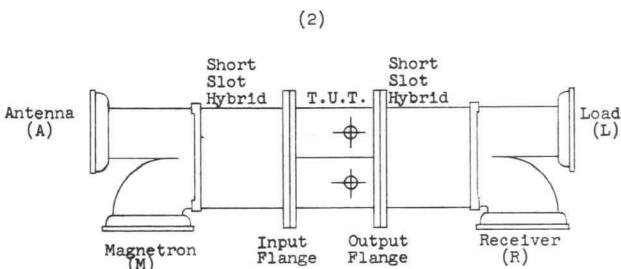 (2)
Short
Slot
Hybrid
T.U.T.
Short
Slot
Hybrid
Antenna
(A)
Load
(L)
Magnetron
(M)
Input
Flange
Output
Flange
Receiver
(R)